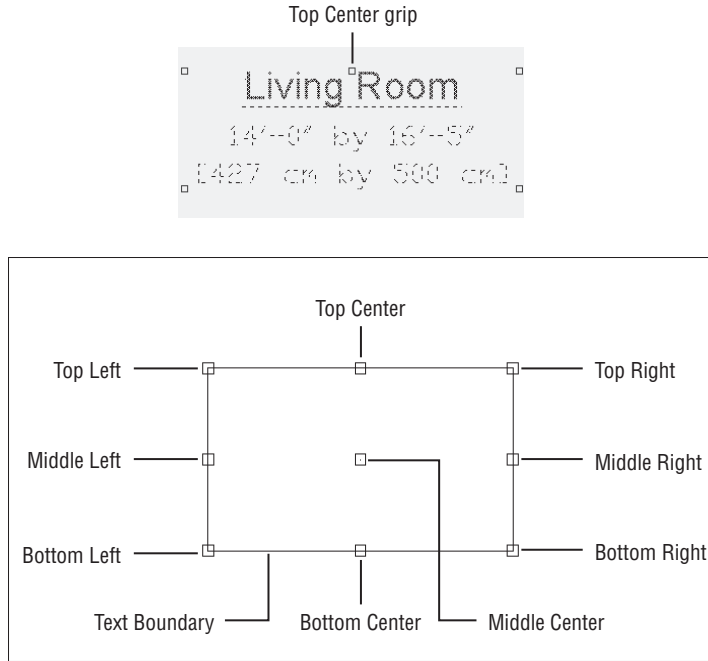 Top Center grip
Living Room
14'-0" by 16'-5"
[427 cm by 500 cm]
Top Center
Top Left
Top Right
Middle Left
Middle Right
Bottom Left
Bottom Right
Text Boundary
Bottom Center
Middle Center